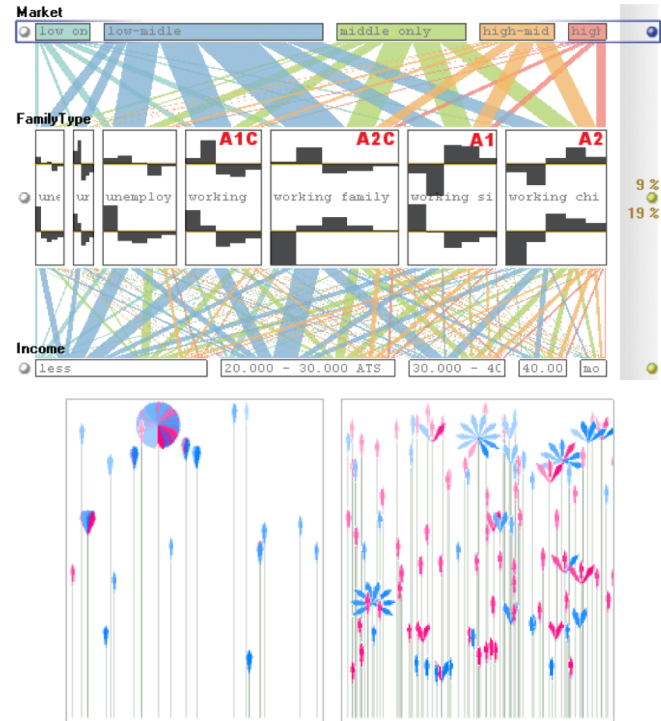 Market
low on
low-midle
middle only
high-mid
high
FamilyType
A1C
A2C
A1
A2
une
ur
unemploy
working
working family
working si
working chi
9 %
19 %
Income
less
20.000 - 30.000 ATS
30.000 - 40
40.00
mo